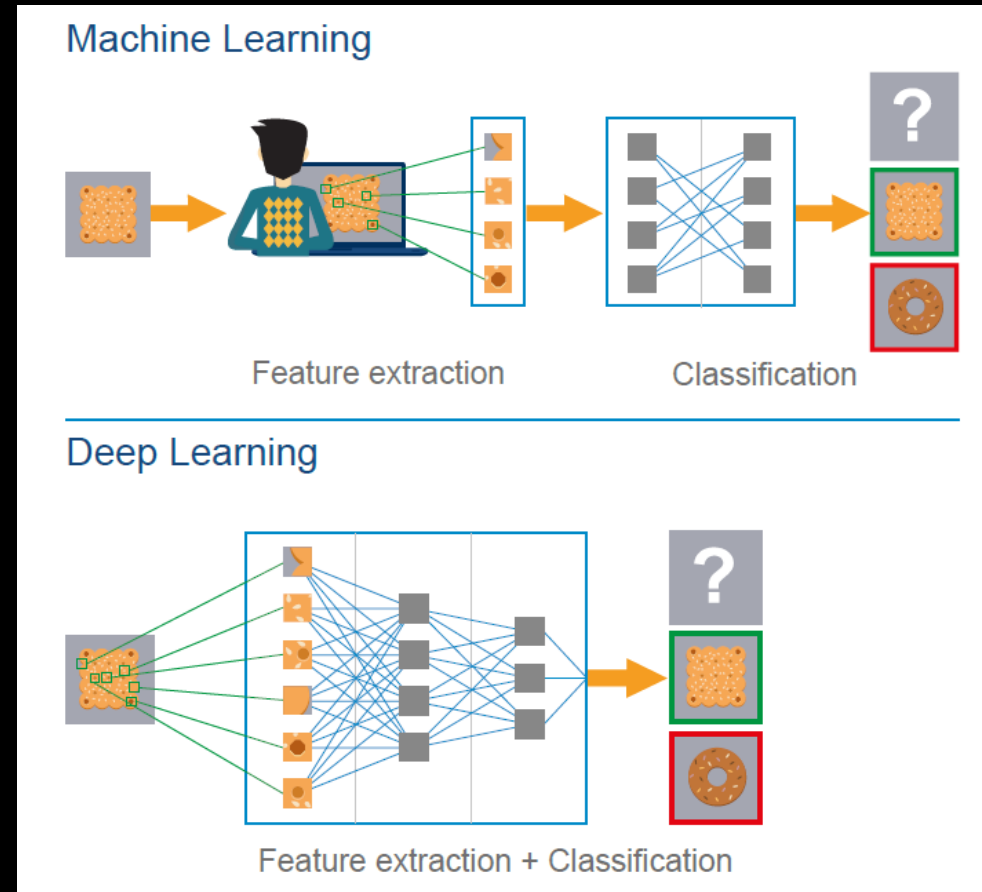 Machine Learning
?
Feature extraction
Classification
Deep Learning
?
Feature extraction + Classification